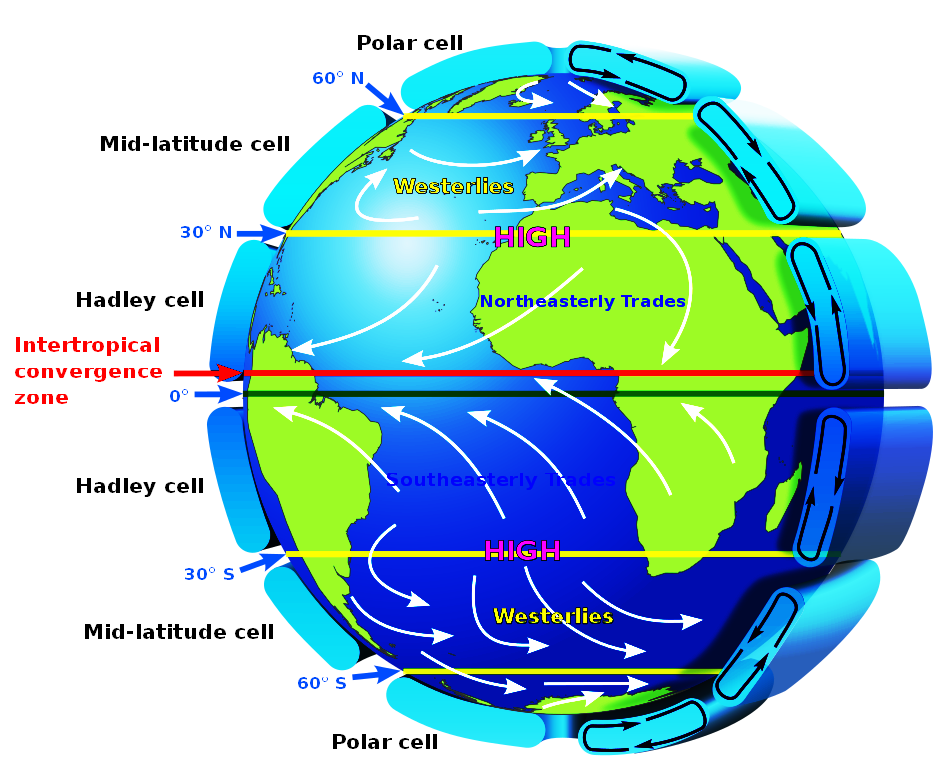 Polar cell
60° N
Mid-latitude cell
Westerlies
30° N
HIGH
Hadley cell
Northeasterly Trades
Intertropical
convergence
zone
0°
Hadley cell
Southeasterly Trades
HIGH
30° S
Westerlies
Mid-latitude cell
60° S
Polar cell